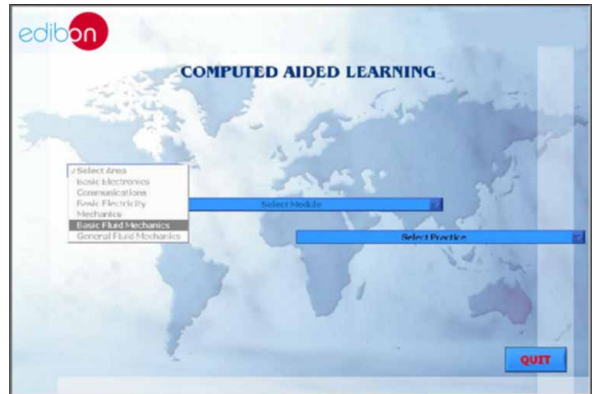 edibon
COMPUTED AIDED LEARNING
Select Area
Basic Electronics
Communications
Basic Electricity
Mechanics
Basic Fluid Mechanics
General Fluid Mechanics
Select Module
Select Practice
QUIT